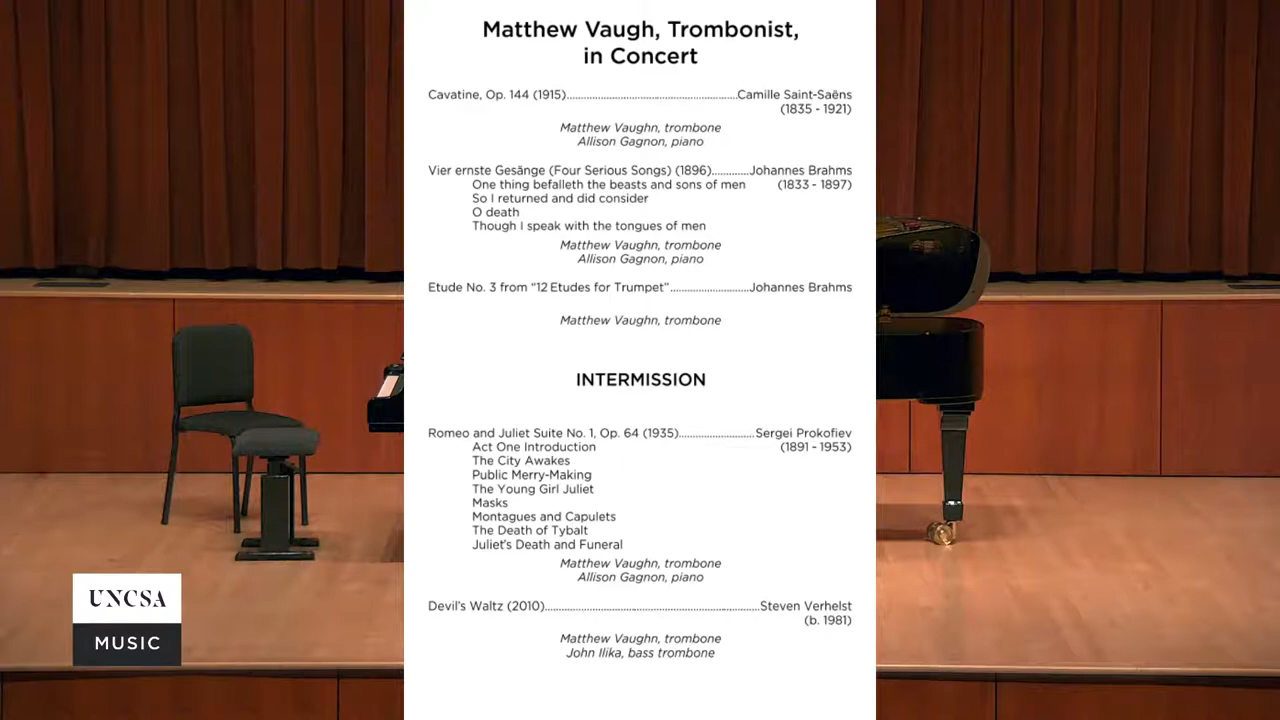 Matthew Vaugh, Trombonist,
in Concert
Cavatine, Op. 144 (1915)............................................................Camille Saint-Saëns
(1835 - 1921)
Matthew Vaughn, trombone
Allison Gagnon, piano
Vier ernste Gesänge (Four Serious Songs) (1896).............Johannes Brahms
One thing befalleth the beasts and sons of men (1833 - 1897)
So I returned and did consider
O death
Though I speak with the tongues of men
Matthew Vaughn, trombone
Allison Gagnon, piano
Etude No. 3 from “12 Etudes for Trumpet”............................Johannes Brahms
Matthew Vaughn, trombone
INTERMISSION
Romeo and Juliet Suite No. 1, Op. 64 (1935)..........................Sergei Prokofiev
Act One Introduction (1891 - 1953)
The City Awakes
Public Merry-Making
The Young Girl Juliet
Masks
Montagues and Capulets
The Death of Tybalt
Juliet’s Death and Funeral
Matthew Vaughn, trombone
Allison Gagnon, piano
Devil’s Waltz (2010)...........................................................................Steven Verhelst
(b. 1981)
Matthew Vaughn, trombone
John Ilika, bass trombone
UNCSA
MUSIC